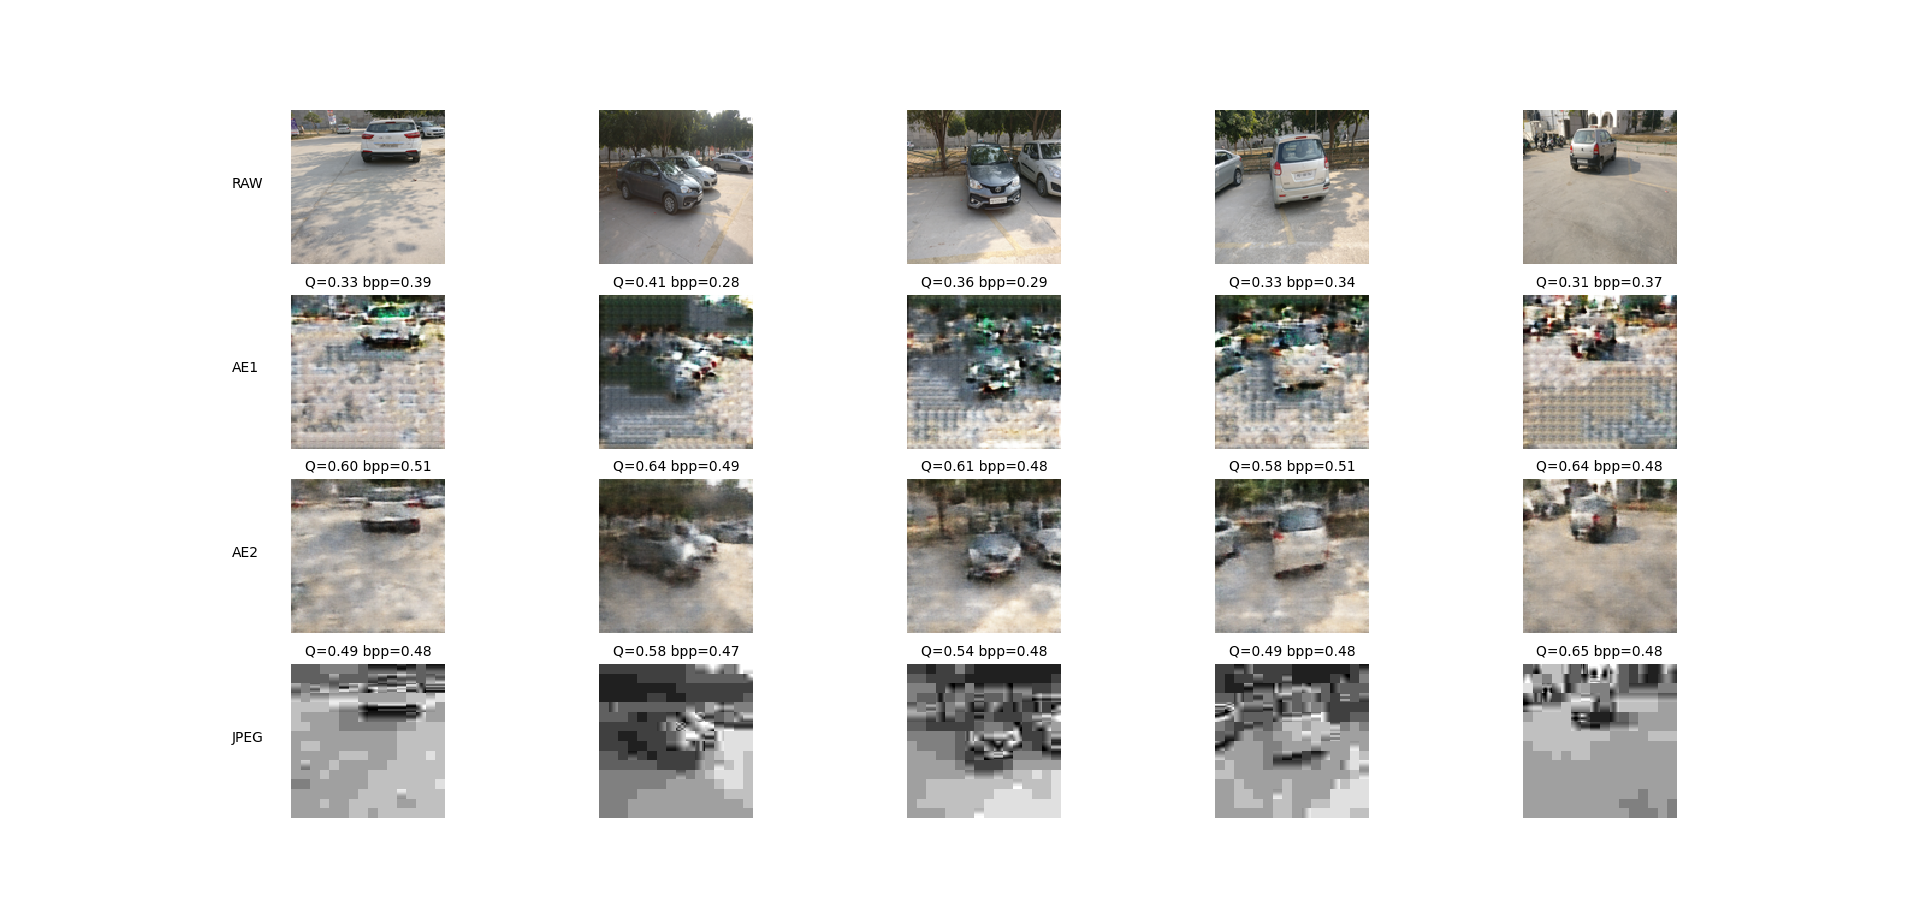 RAW
Q=0.33 bpp=0.39 Q=0.41 bpp=0.28 Q=0.36 bpp=0.29 Q=0.33 bpp=0.34 Q=0.31 bpp=0.37
AE1
Q=0.60 bpp=0.51 Q=0.64 bpp=0.49 Q=0.61 bpp=0.48 Q=0.58 bpp=0.51 Q=0.64 bpp=0.48
AE2
Q=0.49 bpp=0.48 Q=0.58 bpp=0.47 Q=0.54 bpp=0.48 Q=0.49 bpp=0.48 Q=0.65 bpp=0.48
JPEG